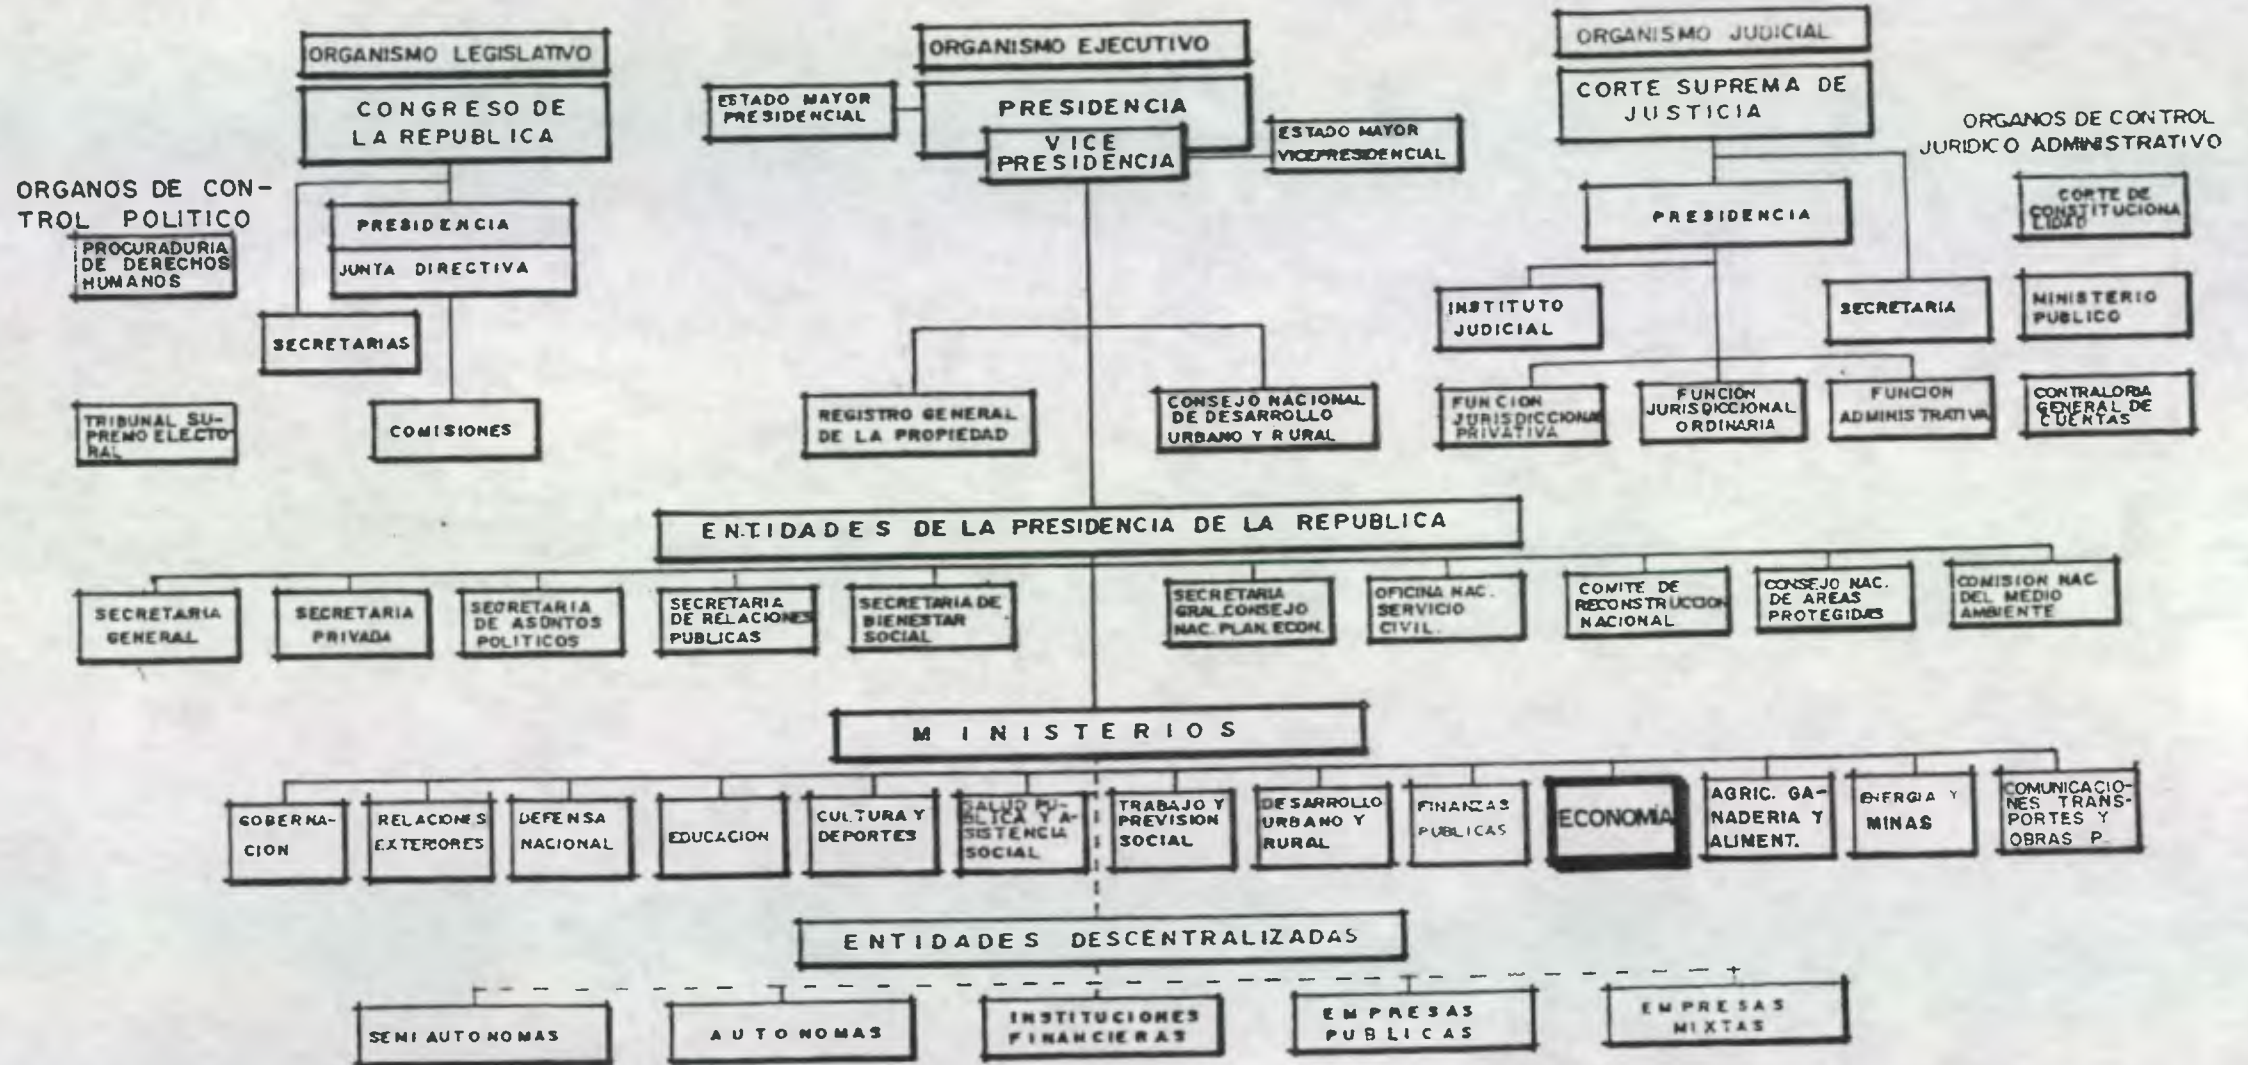 ORGANISMO LEGISLATIVO
CONGRESO DE
LA REPUBLICA
ORGANOS DE CON-
TROL POLITICO
PROCURADURIA
DE DERECHOS
HUMANOS
TRIBUNAL SU-
PREMO ELECTO-
RAL
PRESIDENCIA
JUNTA DIRECTIVA
SECRETARIAS
COMISIONES
ORGANISMO EJECUTIVO
ESTADO MAYOR
PRESIDENCIAL
PRESIDENCIA
VICE
PRESIDENCIA
ESTADO MAYOR
VICEPRESIDENCIAL
REGISTRO GENERAL
DE LA PROPIEDAD
CONSEJO NACIONAL
DE DESARROLLO
URBANO Y RURAL
ORGANISMO JUDICIAL
CORTE SUPREMA DE
JUSTICIA
PRESIDENCIA
INSTITUTO
JUDICIAL
SECRETARIA
FUNCION
JURISDICCIONAL
PRIVATIVA
FUNCION
JURISDICCIONAL
ORDINARIA
FUNCION
ADMINISTRATIVA
ORGANOS DE CONTROL
JURIDICO ADMINISTRATIVO
CORTE DE
CONSTITUCIONA
LIDAD
MINISTERIO
PUBLICO
CONTRALORIA
GENERAL DE
CUENTAS
ENTIDADES DE LA PRESIDENCIA DE LA REPUBLICA
SECRETARIA
GENERAL
SECRETARIA
PRIVADA
SECRETARIA
DE ASUNTOS
POLITICOS
SECRETARIA
DE RELACIONES
PUBLICAS
SECRETARIA DE
BIENESTAR
SOCIAL
SECRETARIA
GRAL. CONSEJO
NAC. PLAN. ECON.
OFICINA NAC.
SERVICIO
CIVIL.
COMITE DE
RECONSTRUCCION
NACIONAL
CONSEJO NAC.
DE AREAS
PROTEGIDAS
COMISION NAC.
DEL MEDIO
AMBIENTE
MINISTERIOS
GOBERNA-
CION
RELACIONES
EXTERIORES
DEFENSA
NACIONAL
EDUCACION
CULTURA Y
DEPORTES
SALUD PU-
BLICA Y A-
SISTENCIA
SOCIAL
TRABAJO Y
PREVISION
SOCIAL
DESARROLLO
URBANO Y
RURAL
FINANZAS
PUBLICAS
ECONOMÍA
AGRIC. GA-
NADERIA Y
ALIMENT.
ENERGIA Y
MINAS
COMUNICACIO-
NES TRANS-
PORTES Y
OBRAS P.
ENTIDADES DESCENTRALIZADAS
SEMIAUTONOMAS
AUTONOMAS
INSTITUCIONES
FINANCIERAS
EMPRESAS
PUBLICAS
EMPRESAS
MIXTAS